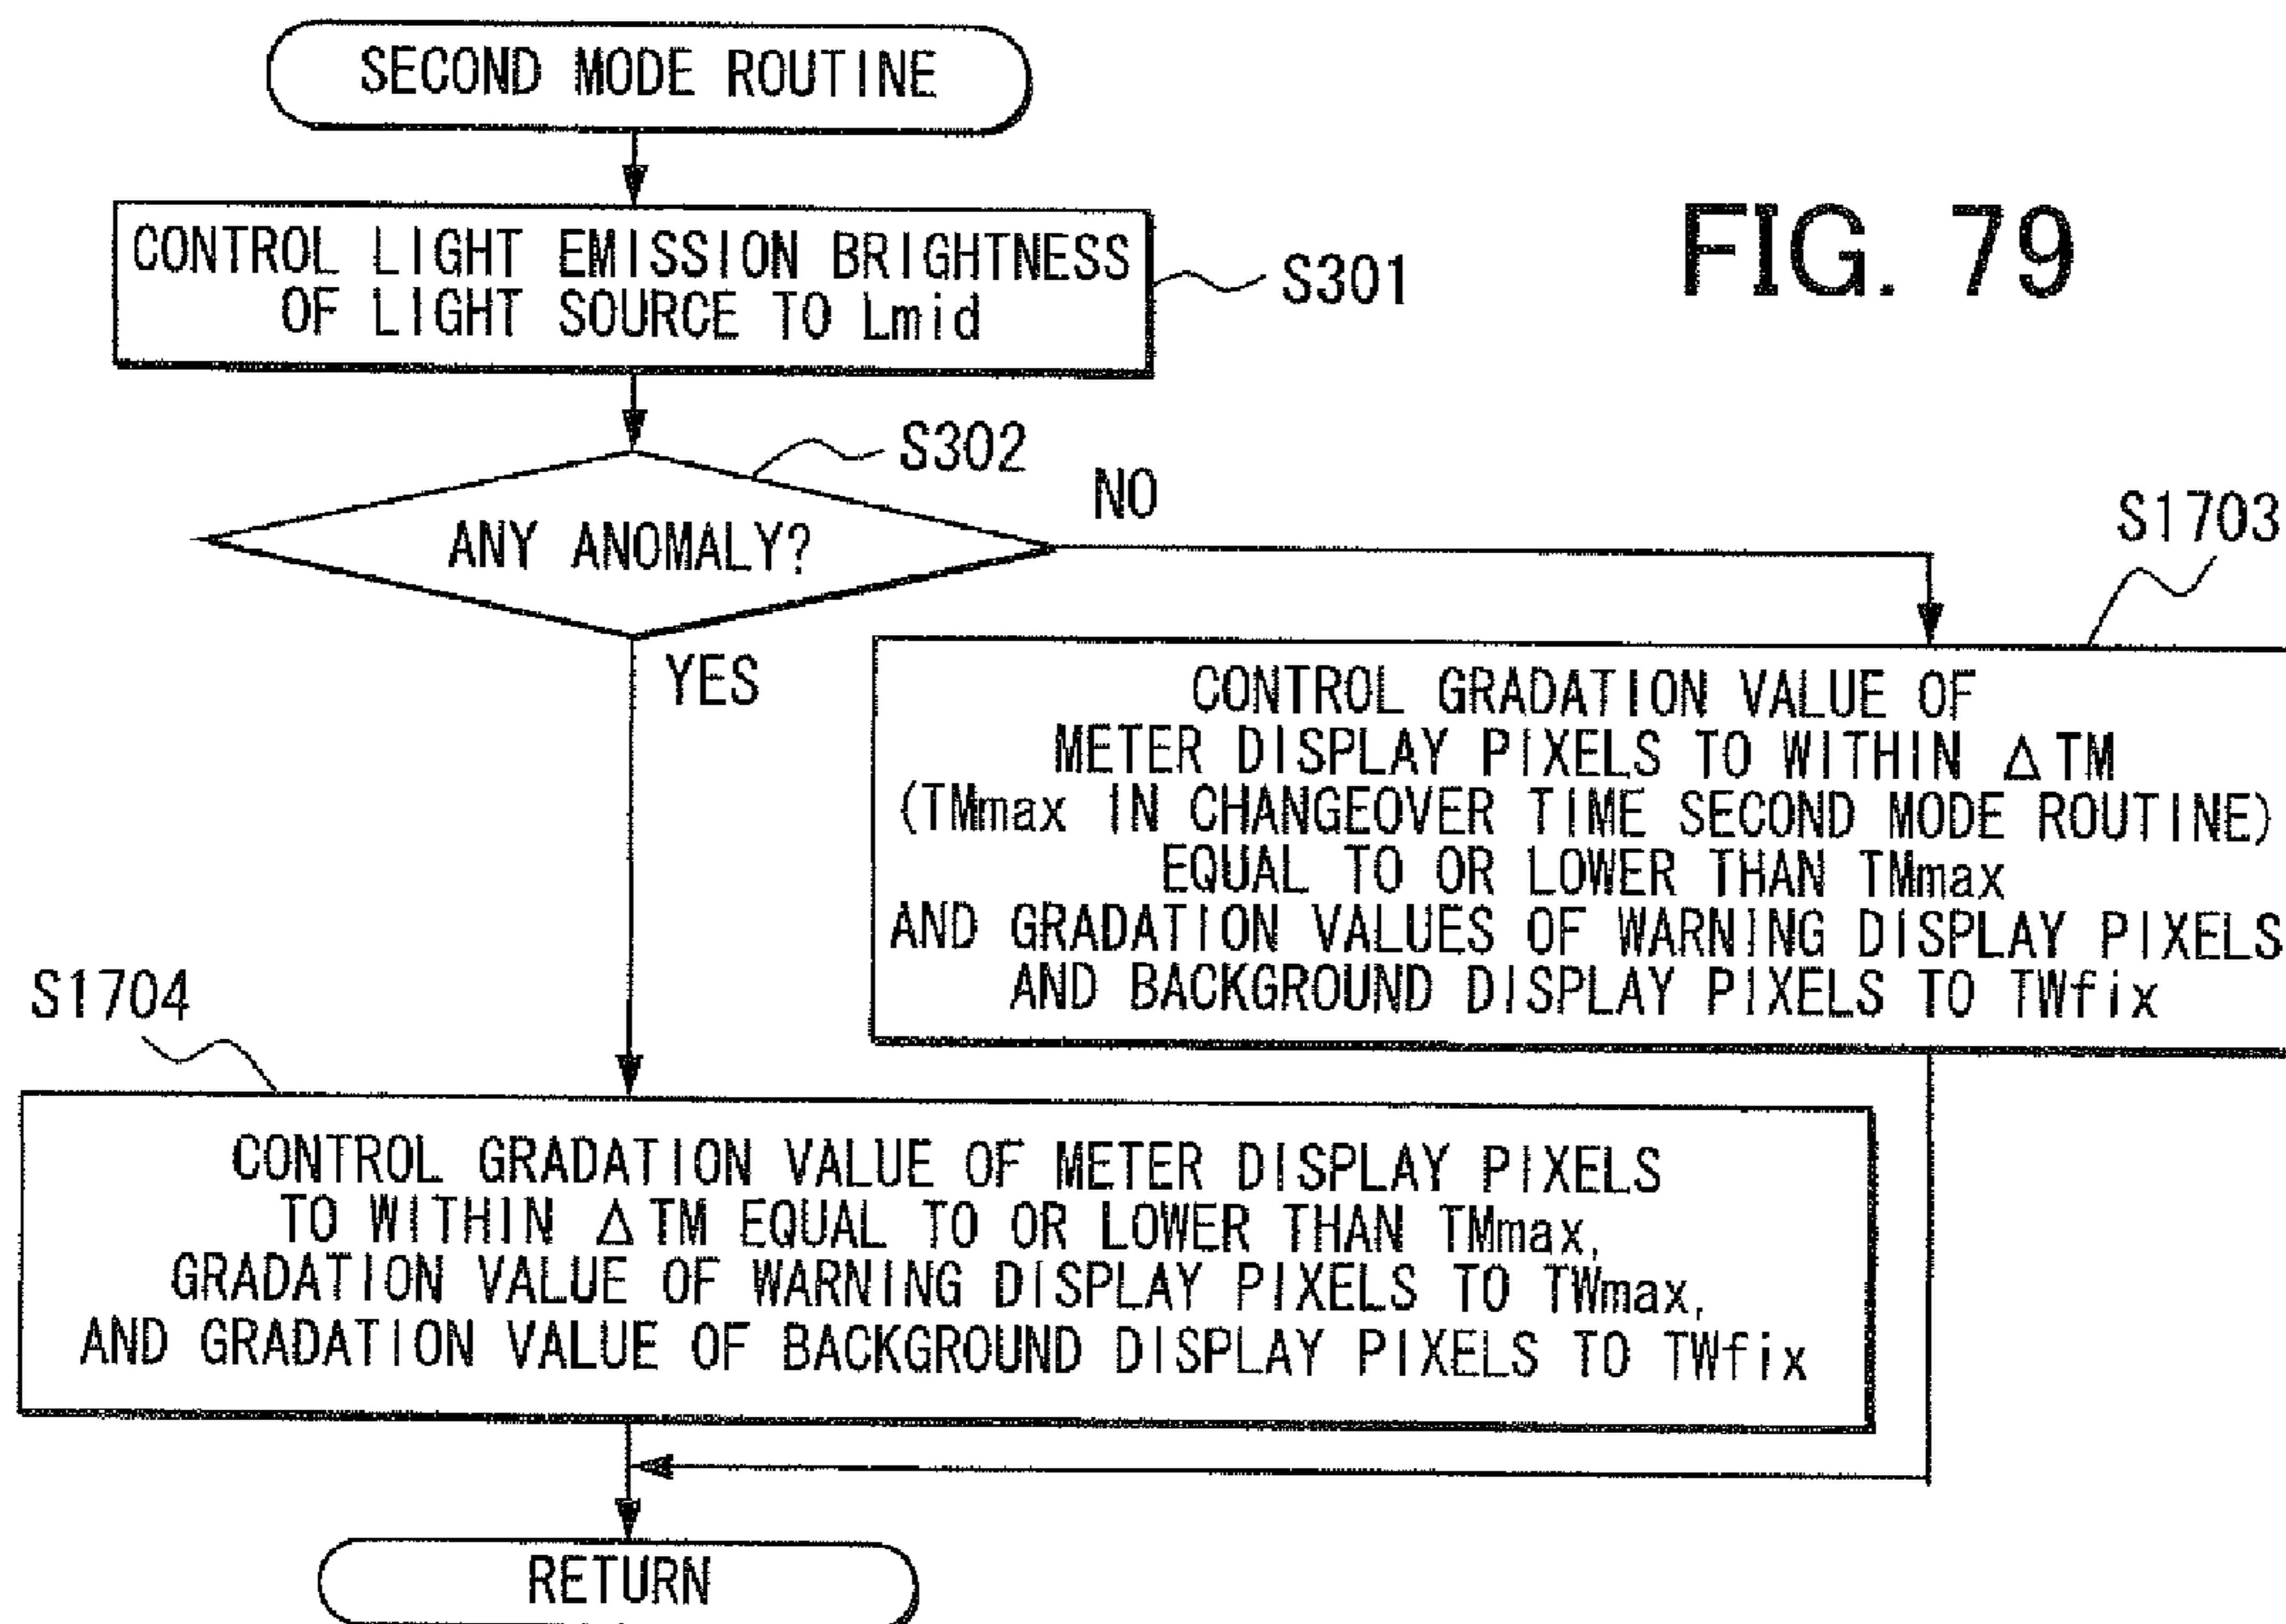 SECOND MODE ROUTINE
FIG. 79
CONTROL LIGHT EMISSION BRIGHTNESS
OF LIGHT SOURCE TO Lmid
S301
S302
ANY ANOMALY?
NO
YES
S1703
CONTROL GRADATION VALUE OF
METER DISPLAY PIXELS TO WITHIN ΔTM
(TMmax IN CHANGEOVER TIME SECOND MODE ROUTINE)
EQUAL TO OR LOWER THAN TMmax
AND GRADATION VALUES OF WARNING DISPLAY PIXELS
AND BACKGROUND DISPLAY PIXELS TO TWfix
S1704
CONTROL GRADATION VALUE OF METER DISPLAY PIXELS
TO WITHIN ΔTM EQUAL TO OR LOWER THAN TMmax,
GRADATION VALUE OF WARNING DISPLAY PIXELS TO TWmax,
AND GRADATION VALUE OF BACKGROUND DISPLAY PIXELS TO TWfix
RETURN